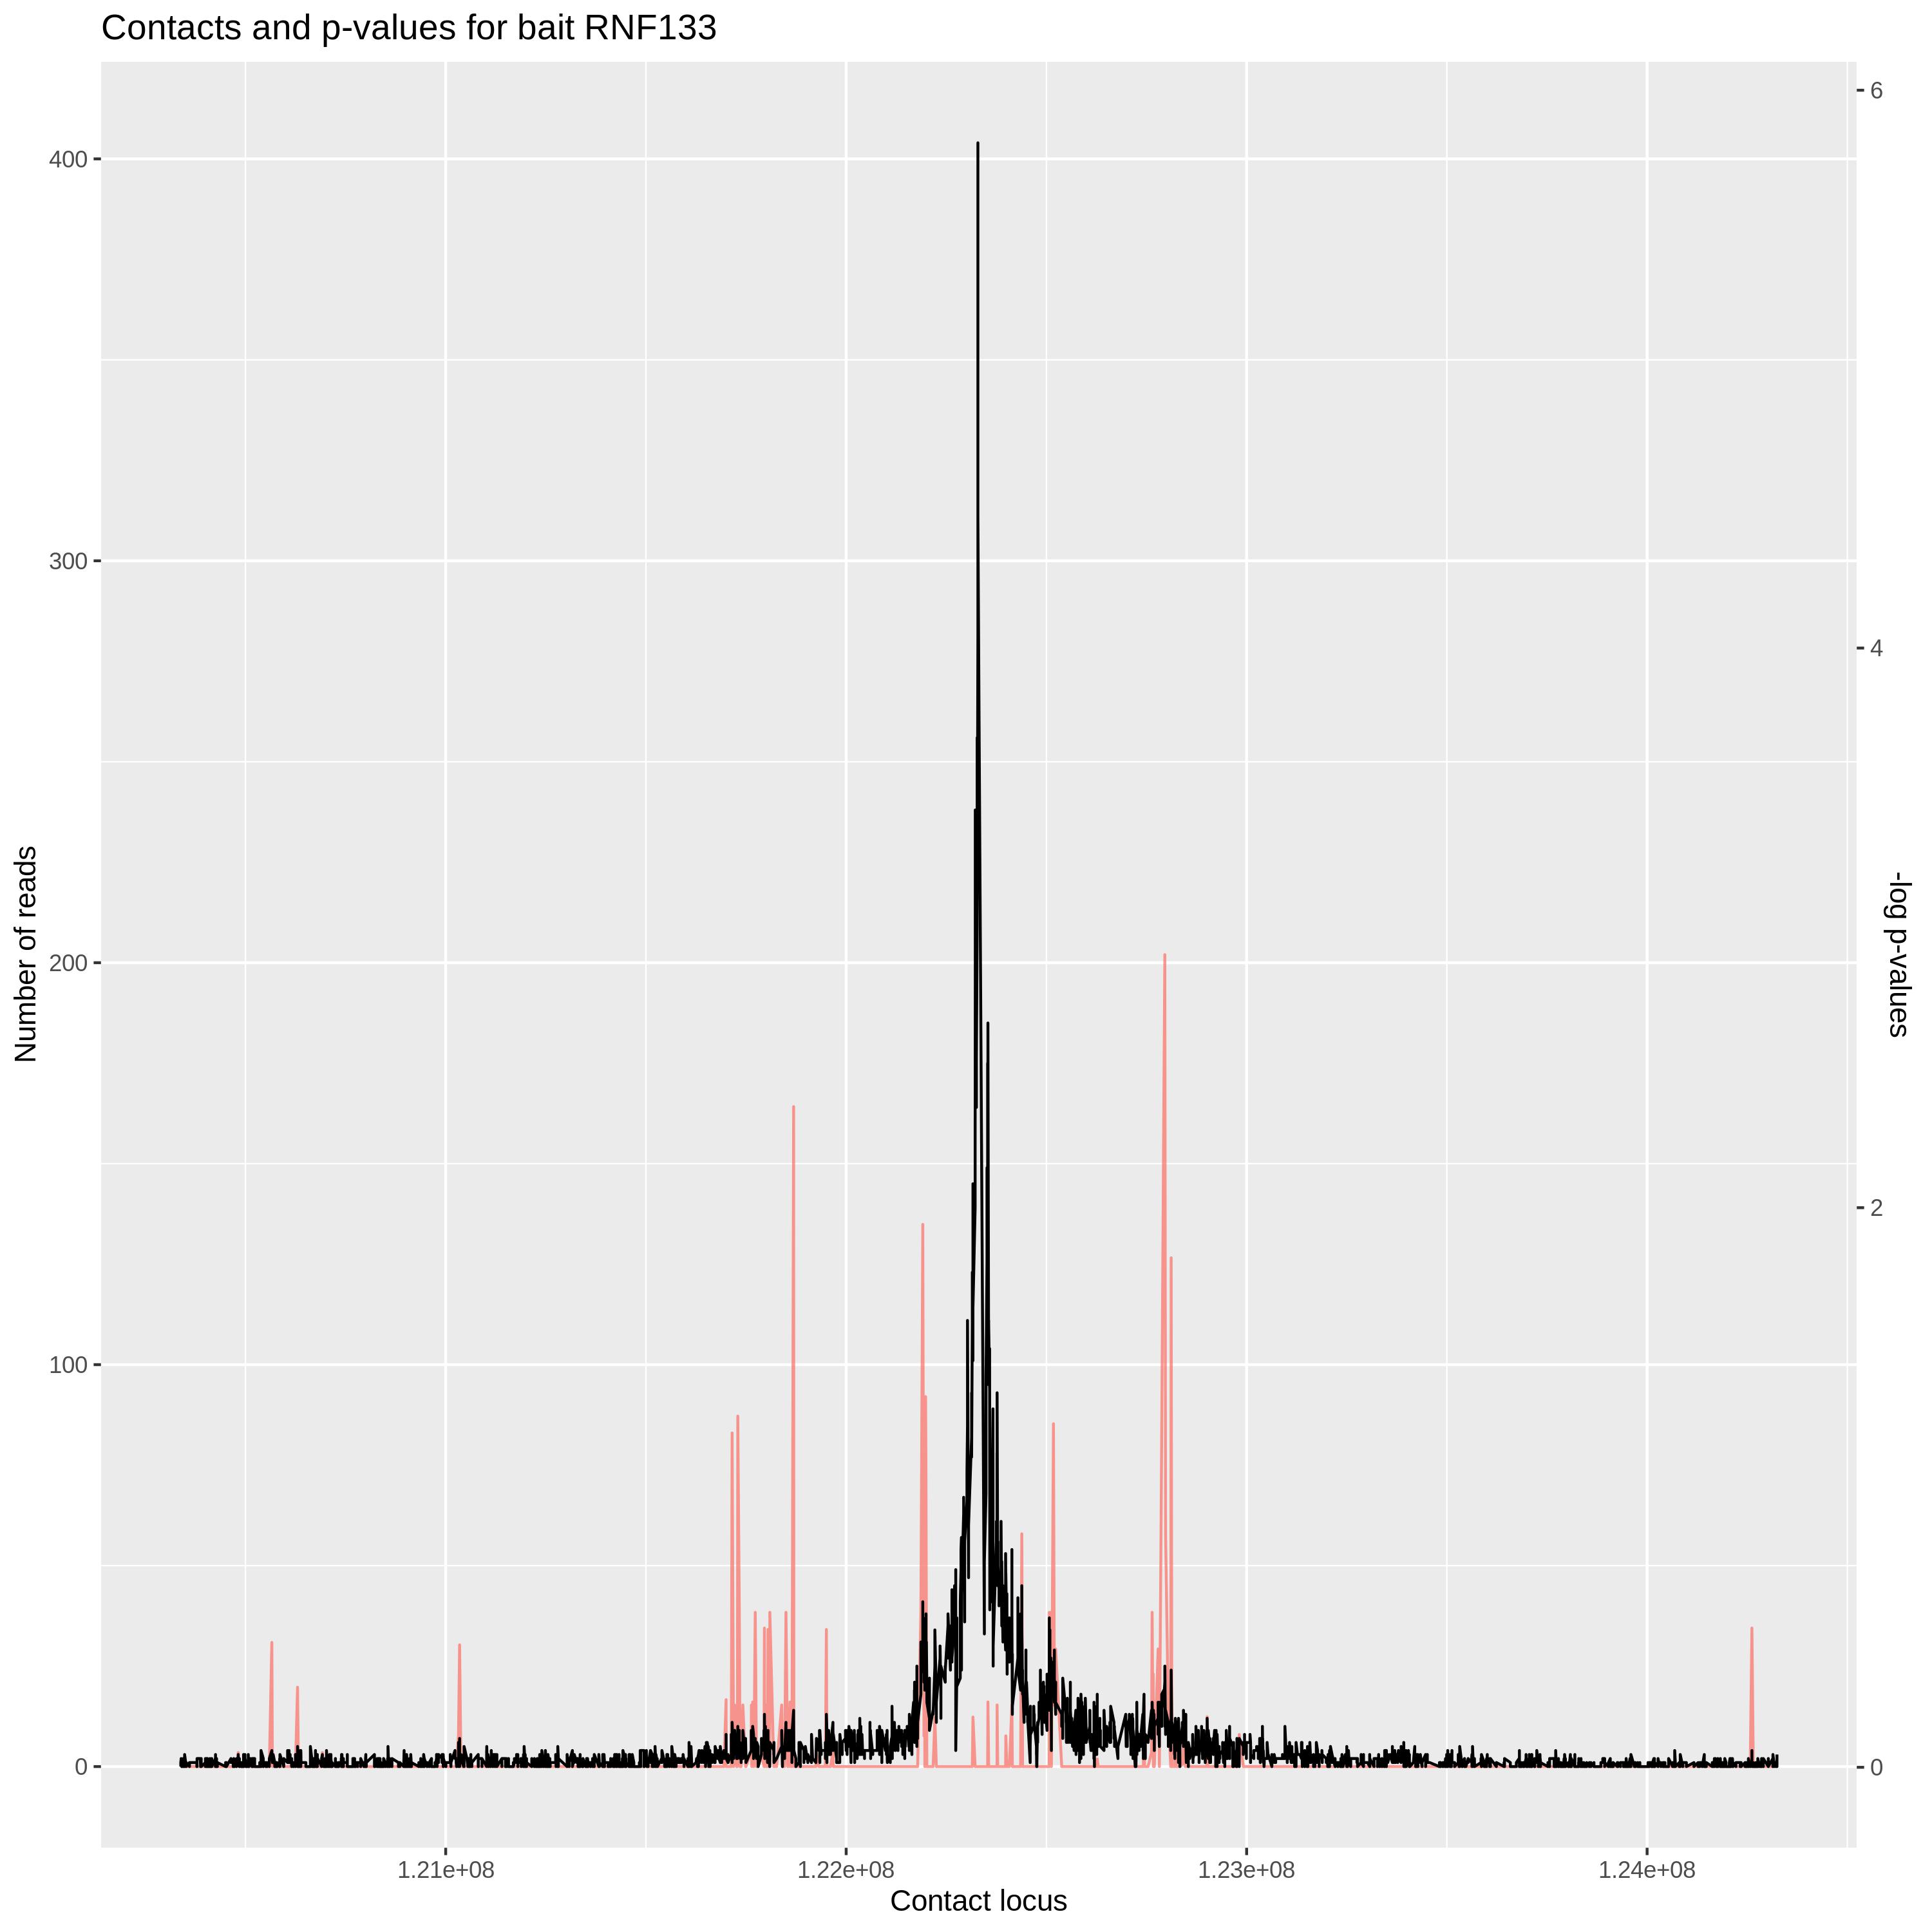 Contacts and p-values for bait RNF133
400
300
200
100
0
Number of reads
6
4
2
0
-log p-values
1.21e+08
1.22e+08
1.23e+08
1.24e+08
Contact locus